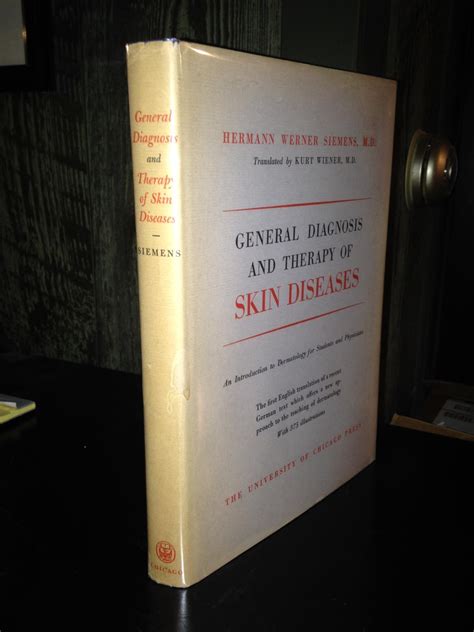 General
Diagnosis
and
Therapy
of Skin
Diseases
SIEMENS
CHICAGO
HERMANN WERNER SIEMENS, M.D.
Translated by KURT WIENER, M.D.
GENERAL DIAGNOSIS
AND THERAPY OF
SKIN DISEASES
An Introduction to Dermatology for Students and Physicians
The first English translation of a recent
German text which offers a new ap-
proach to the teaching of dermatology
With 375 illustrations
THE UNIVERSITY OF CHICAGO PRESS